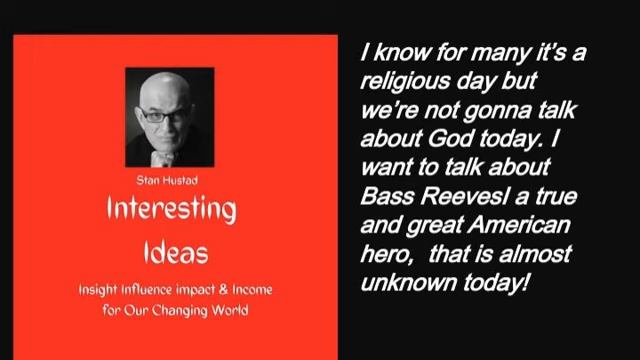 Stan Hustad
Interesting
Ideas
Insight Influence impact & Income
for Our Changing World
I know for many it's a
religious day but
we're not gonna talk
about God today. I
want to talk about
Bass ReevesI a true
and great American
hero,  that is almost
unknown today!